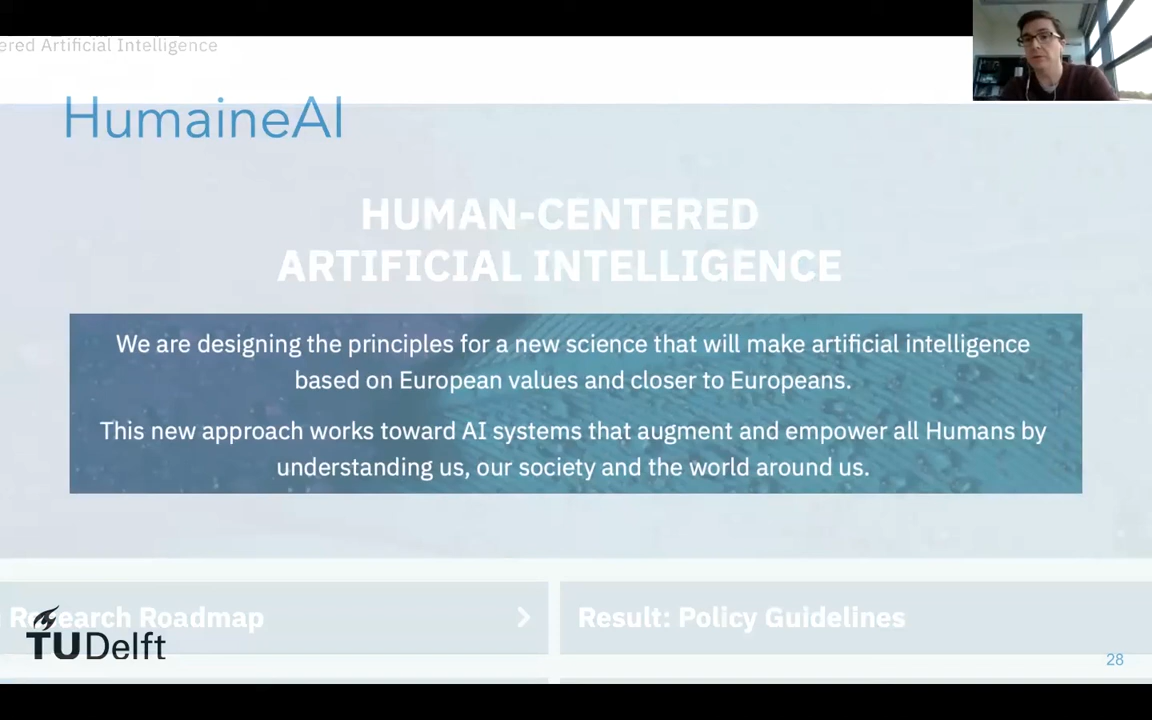 ered Artificial Intelligence
HumaineAI
HUMAN-CENTERED
ARTIFICIAL INTELLIGENCE
We are designing the principles for a new science that will make artificial intelligence
based on European values and closer to Europeans.
This new approach works toward AI systems that augment and empower all Humans by
understanding us, our society and the world around us.
Research Roadmap
Result: Policy Guidelines
TUDelft
28